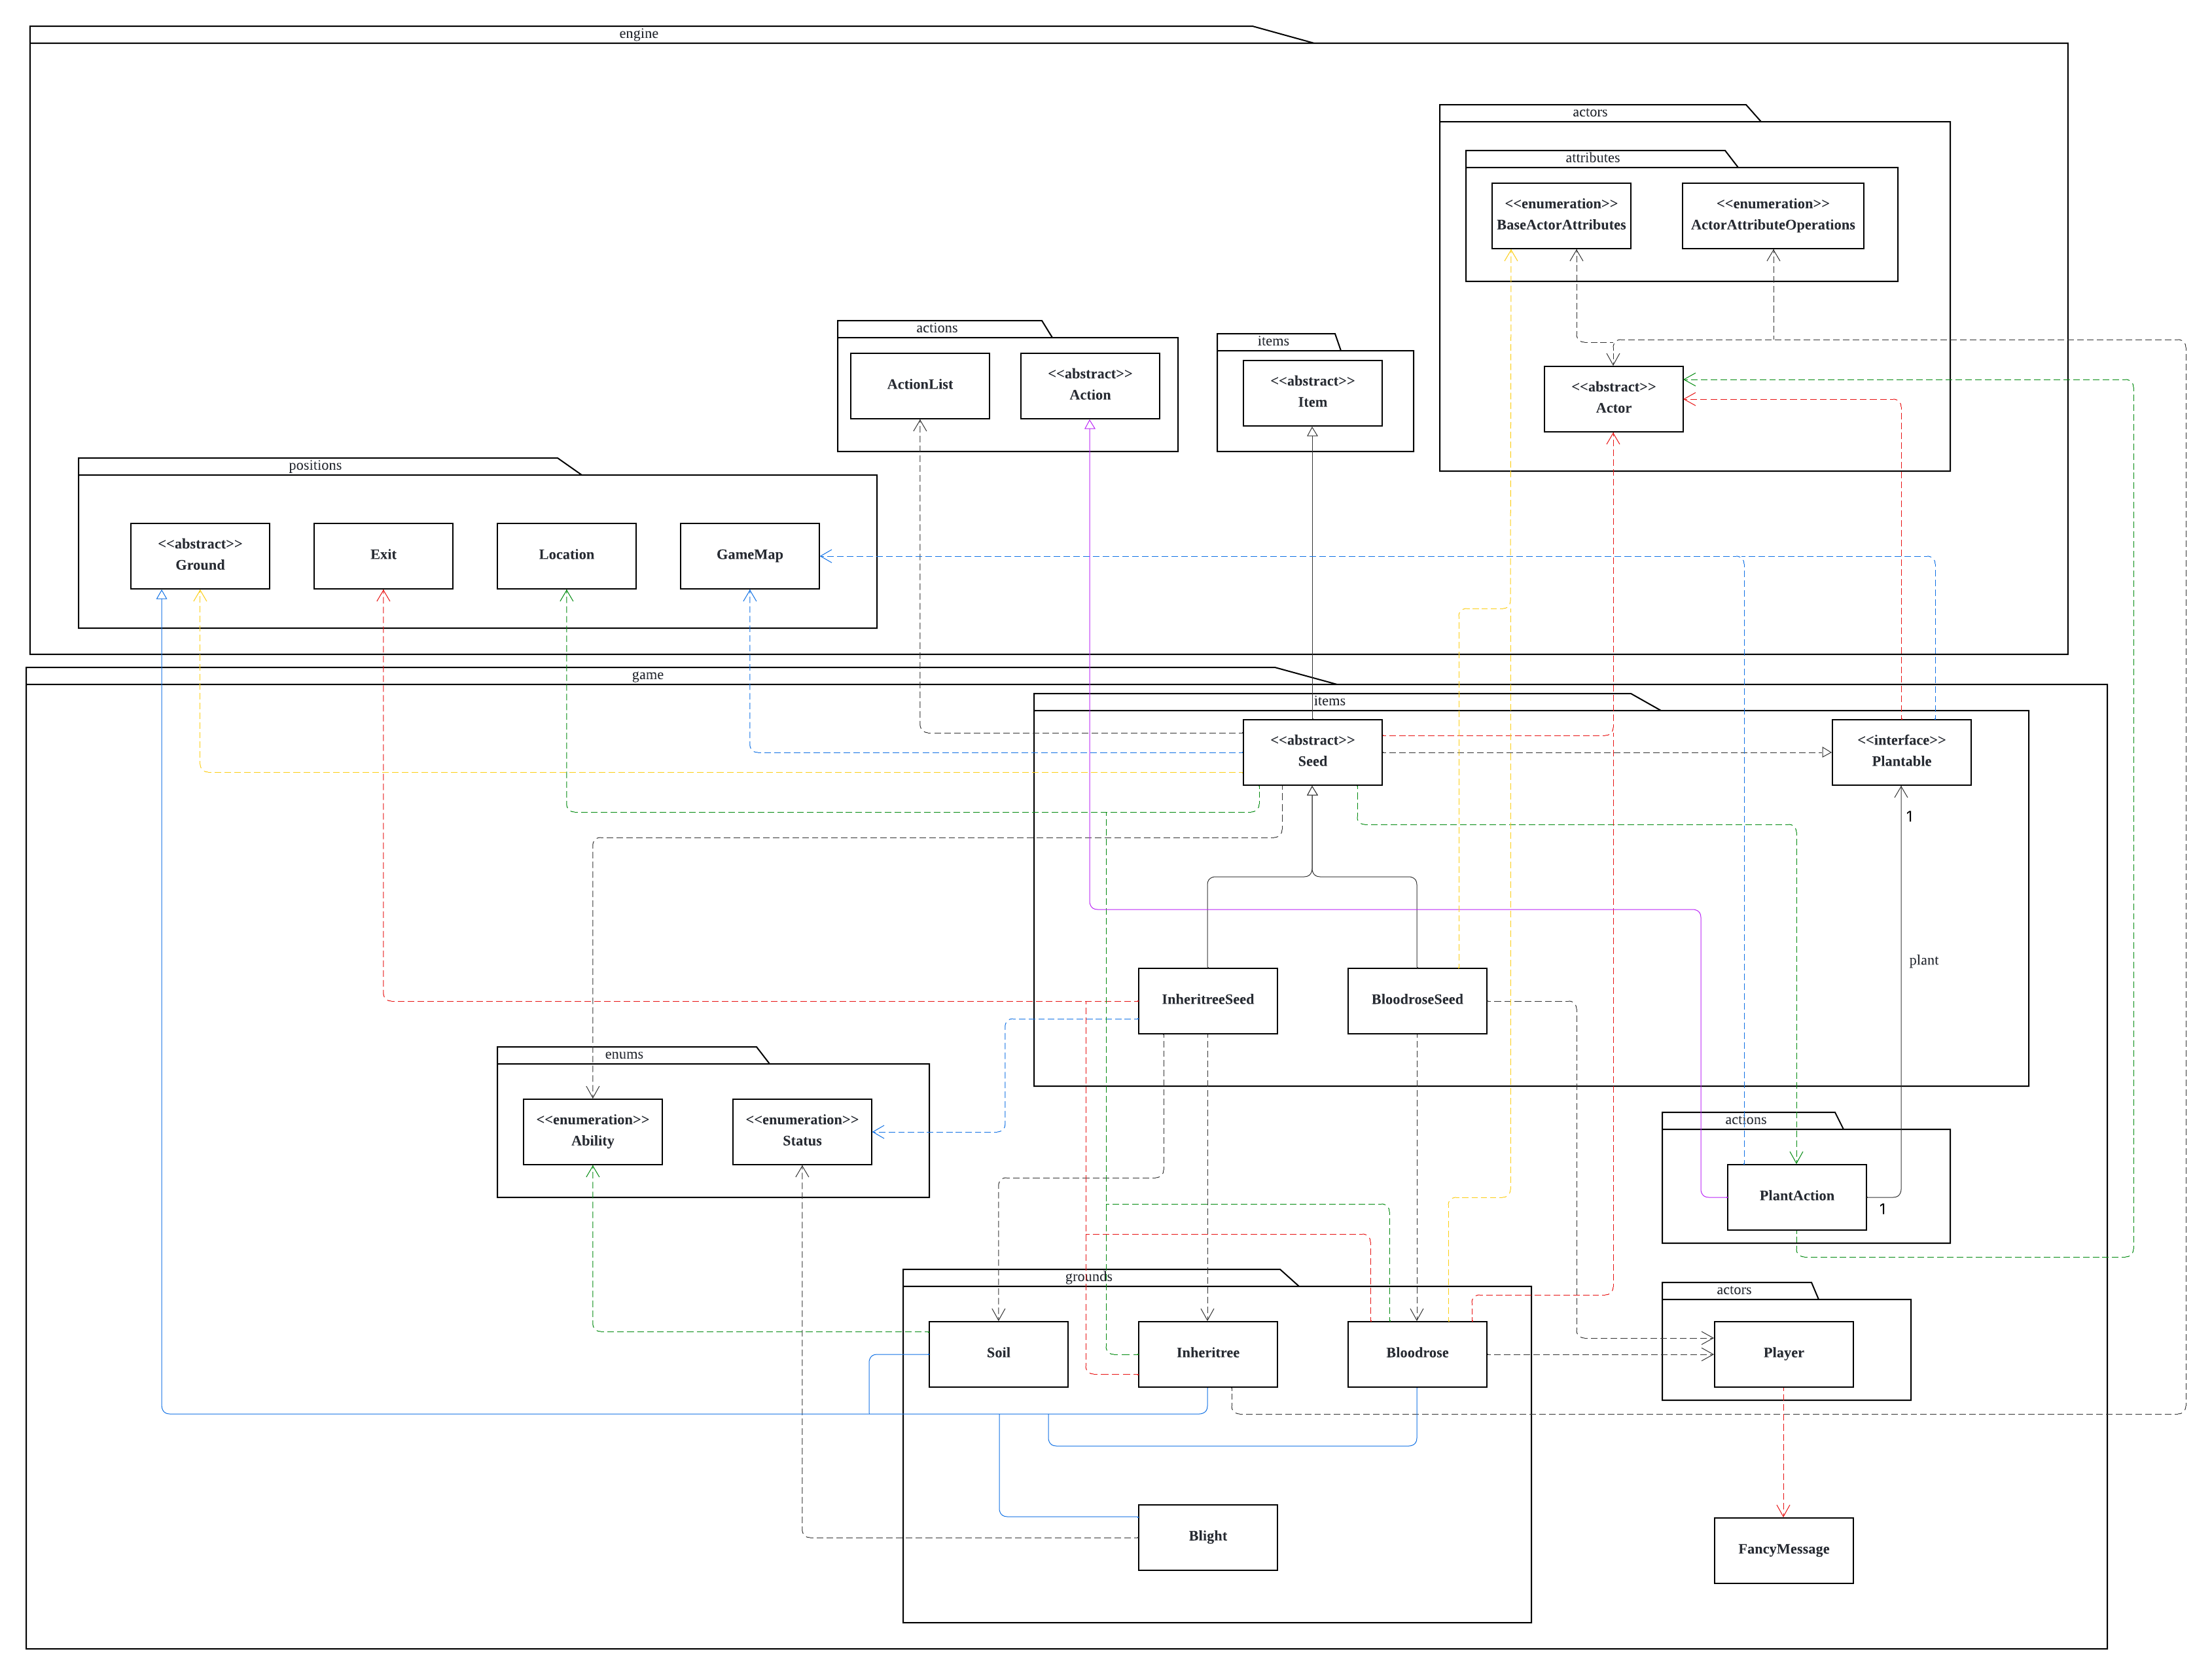 engine
actors
attributes
<<enumeration>>
BaseActorAttributes
<<enumeration>>
ActorAttributeOperations
actions
ActionList
<<abstract>>
Action
items
<<abstract>>
Item
<<abstract>>
Actor
positions
<<abstract>>
Ground
Exit
Location
GameMap
game
items
<<abstract>>
Seed
<<interface>>
Plantable
1
plant
InheritreeSeed
BloodroseSeed
enums
<<enumeration>>
Ability
<<enumeration>>
Status
actions
PlantAction
1
grounds
Soil
Inheritree
Bloodrose
actors
Player
Blight
FancyMessage